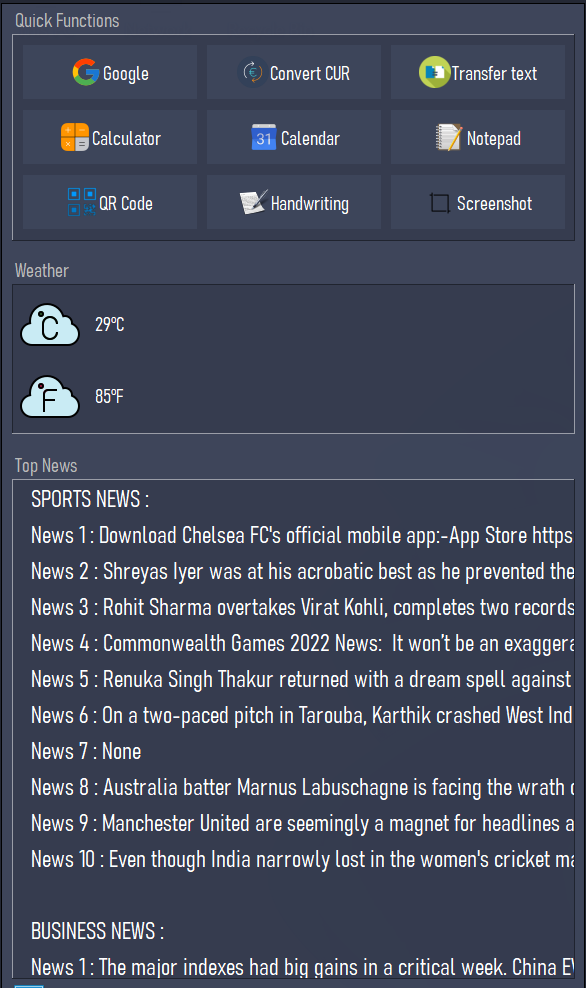 Quick Functions
Google
Convert CUR
Transfer text
Calculator
31 Calendar
Notepad
QR Code
Handwriting
Screenshot
Weather
°C 29°C
°F 85°F
Top News
SPORTS NEWS :
News 1 : Download Chelsea FC's official mobile app:-App Store https
News 2 : Shreyas Iyer was at his acrobatic best as he prevented the
News 3 : Rohit Sharma overtakes Virat Kohli, completes two records
News 4 : Commonwealth Games 2022 News:  It won't be an exaggera
News 5 : Renuka Singh Thakur returned with a dream spell against
News 6 : On a two-paced pitch in Tarouba, Karthik crashed West Ind
News 7 : None
News 8 : Australia batter Marnus Labuschagne is facing the wrath
News 9 : Manchester United are seemingly a magnet for headlines a
News 10 : Even though India narrowly lost in the women's cricket ma
BUSINESS NEWS :
News 1 : The major indexes had big gains in a critical week. China EV